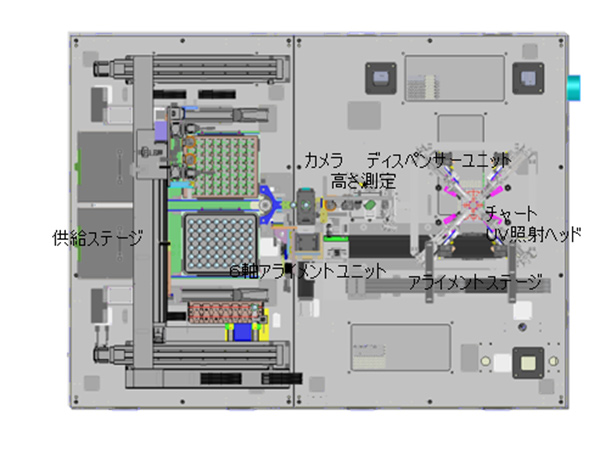 カメラ ディスペンサーユニット
高さ測定
チャート
供給ステージ
UV照射ヘッド
6軸アライメントユニット
アライメントステージ